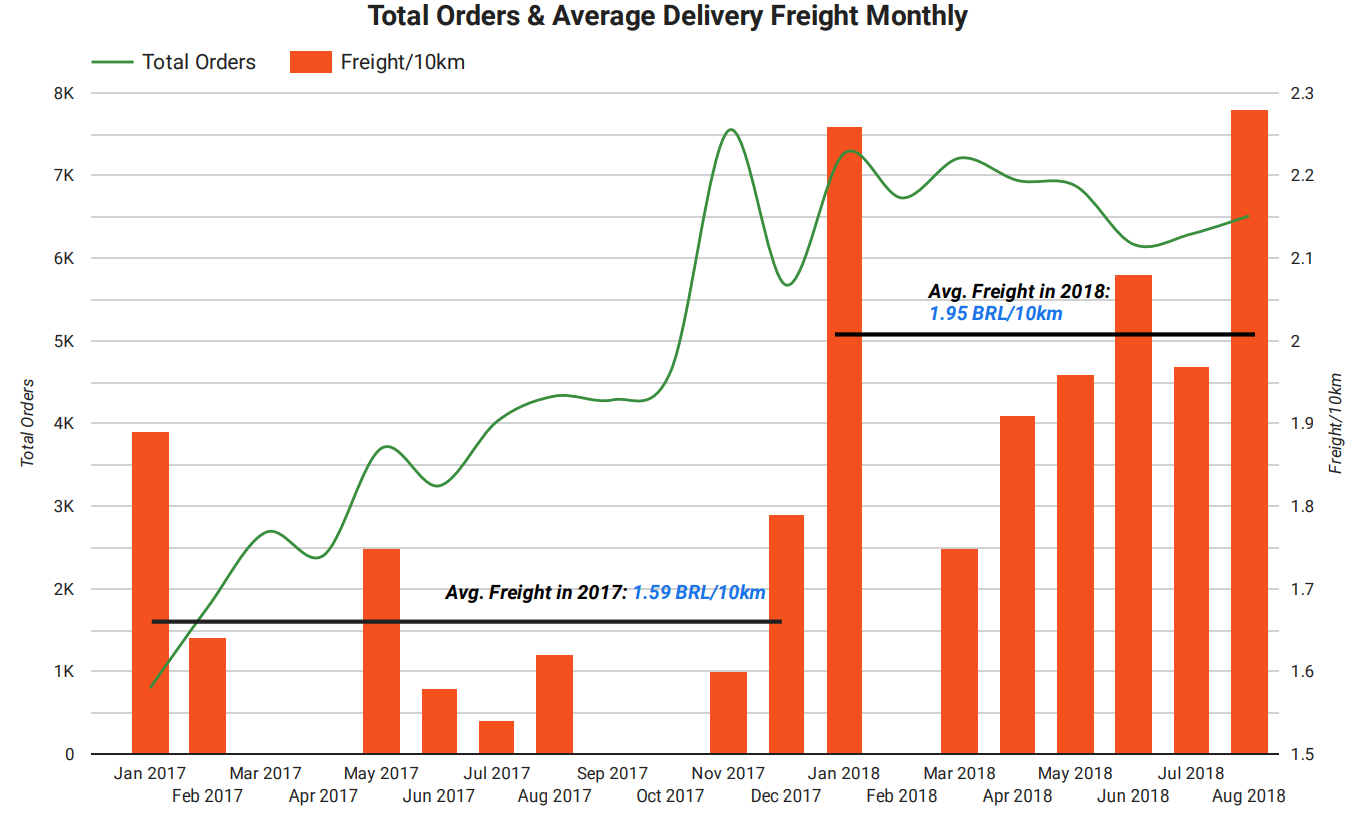 Total Orders & Average Delivery Freight Monthly
Total Orders
Freight/10km
8K
7K
6K
5K
4K
3K
2K
1K
0
Total Orders
2.3
2.2
2.1
2
1.9
1.8
1.7
1.6
1.5
Freight/10km
Avg. Freight in 2018:
1.95 BRL/10km
Avg. Freight in 2017: 1.59 BRL/10km
Jan 2017 Mar 2017 May 2017 Jul 2017 Sep 2017 Nov 2017 Jan 2018 Mar 2018 May 2018 Jul 2018
Feb 2017 Apr 2017 Jun 2017 Aug 2017 Oct 2017 Dec 2017 Feb 2018 Apr 2018 Jun 2018 Aug 2018